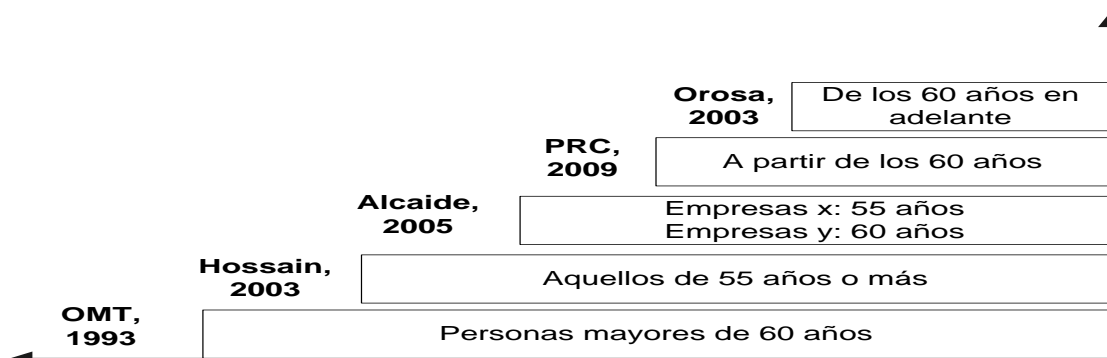 Orosa,
2003
De los 60 años en
adelante
PRC,
2009
A partir de los 60 años
Alcaide,
2005
Empresas x: 55 años
Empresas y: 60 años
Hossain,
2003
Aquellos de 55 años o más
OMT,
1993
Personas mayores de 60 años